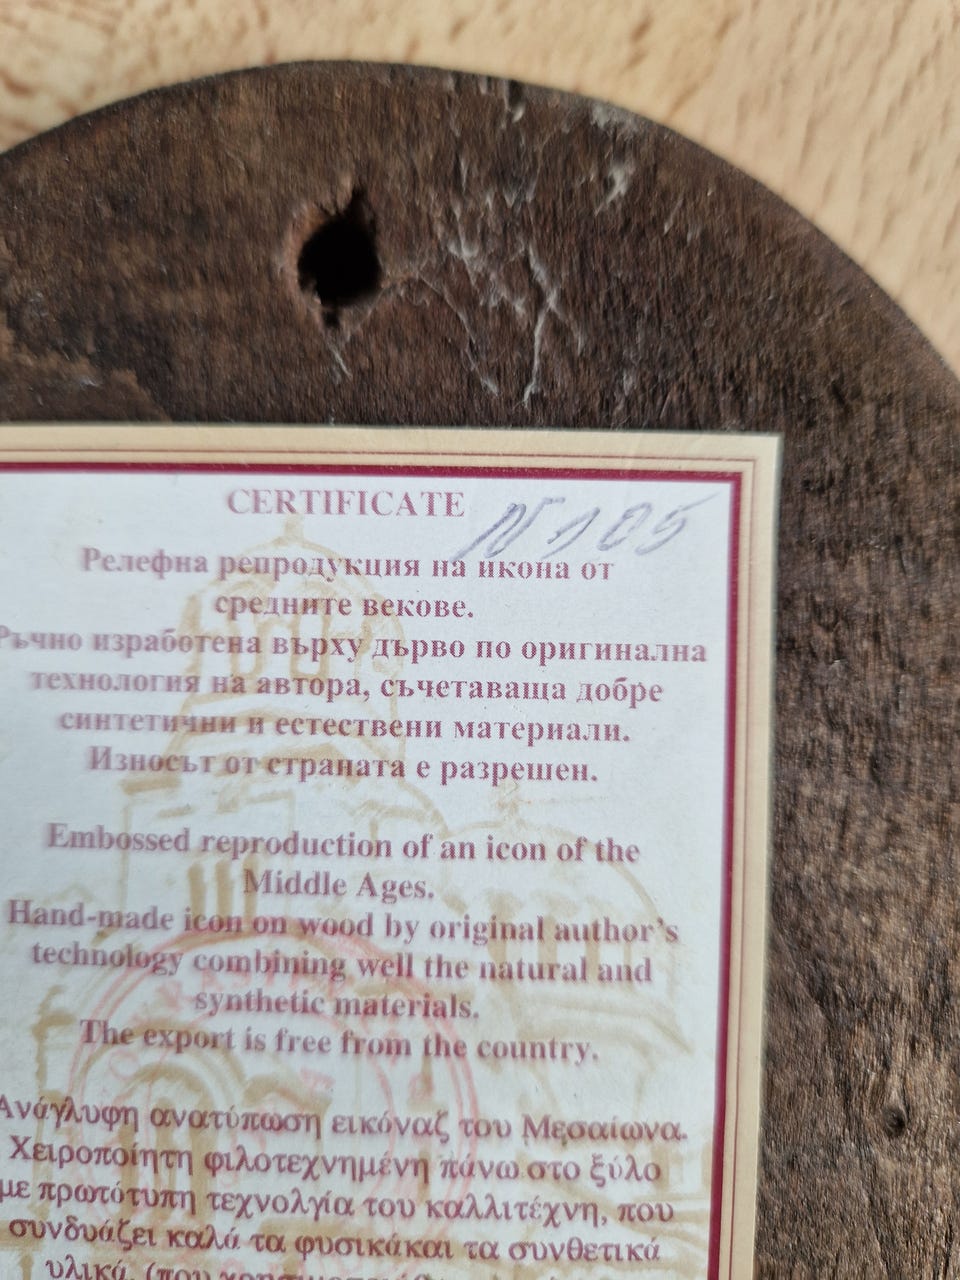 CERTIFICATE N 105
Релефна репродукция на икона от
средните векове.
Ръчно изработена върху дърво по оригинална
технология на автора, съчетаваща добре
синтетични и естествени материали.
Износът от страната е разрешен.
Embossed reproduction of an icon of the
Middle Ages.
Hand-made icon on wood by original author's
technology combining well the natural and
synthetic materials.
The export is free from the country.
Ανάγλυφη ανατύπωση εικόναζ του Μεσαίωνα.
Χειροποίητη φιλοτεχνημένη πάνω στο ξύλο
με πρωτότυπη τεχνολγία του καλλιτέχνη, που
συνδυάζει καλά τα φυσικάκαι τα συνθετικά
υλικά,